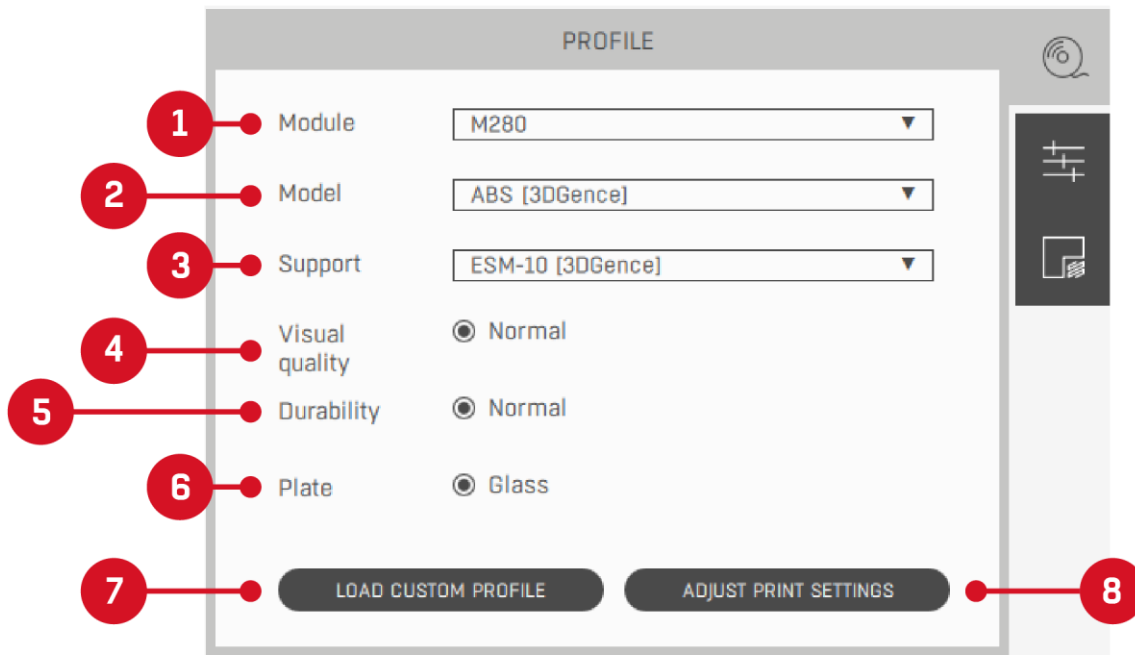 PROFILE
1 Module M280 ▼
2 Model ABS [3DGence] ▼
3 Support ESM-10 [3DGence] ▼
4 Visual Normal
quality
5 Durability Normal
6 Plate Glass
7 LOAD CUSTOM PROFILE ADJUST PRINT SETTINGS 8